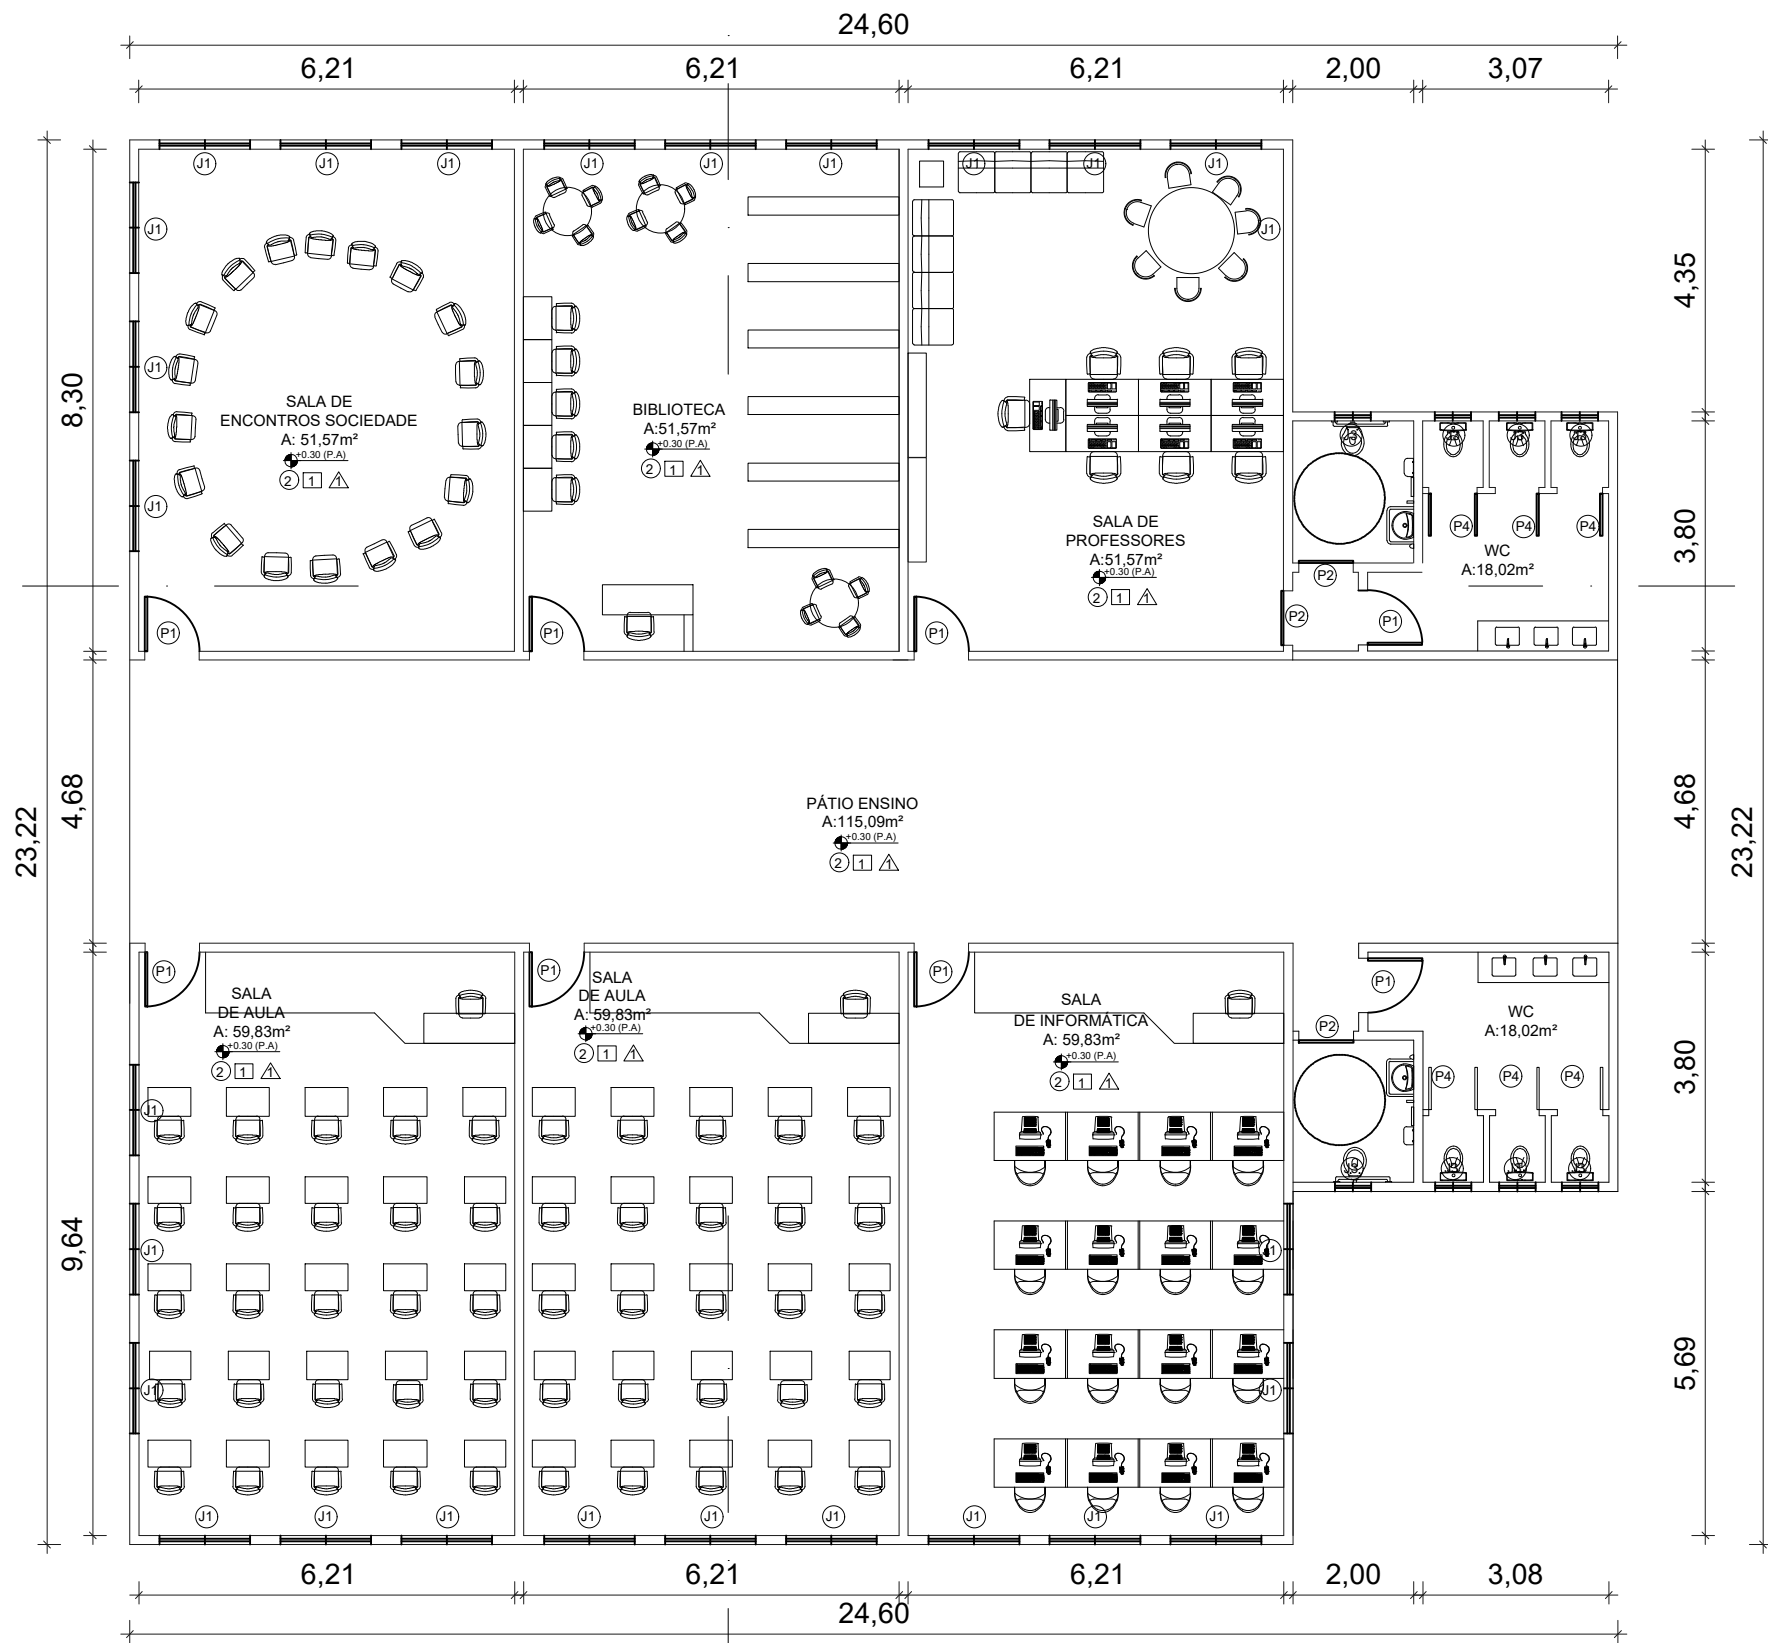 24,60
6,21
6,21
6,21
2,00
3,07
J1
J1
J1
J1
J1
J1
J1
J1
J1
J1
J1
J1
J1
8,30
4,35
3,80
SALA DE
ENCONTROS SOCIEDADE
A: 51,57m²
+0.30 (P.A)
2 1 1
BIBLIOTECA
A:51,57m²
+0.30 (P.A)
2 1 1
SALA DE
PROFESSORES
A:51,57m²
+0.30 (P.A)
2 1 1
P4
P4
P4
WC
A:18,02m²
P2
P2
P1
P1
P1
P1
23,22
4,68
PÁTIO ENSINO
A:115,09m²
+0.30 (P.A)
2 1 1
4,68
23,22
P1
P1
P1
P1
SALA
DE AULA
A: 59,83m²
+0.30 (P.A)
2 1 1
SALA
DE AULA
A: 59,83m²
+0.30 (P.A)
2 1 1
SALA
DE INFORMÁTICA
A: 59,83m²
+0.30 (P.A)
2 1 1
WC
A:18,02m²
P2
P4
P4
P4
3,80
9,64
5,69
J1
J1
J1
J1
J1
J1
J1
J1
J1
J1
J1
J1
J1
J1
6,21
6,21
6,21
2,00
3,08
24,60